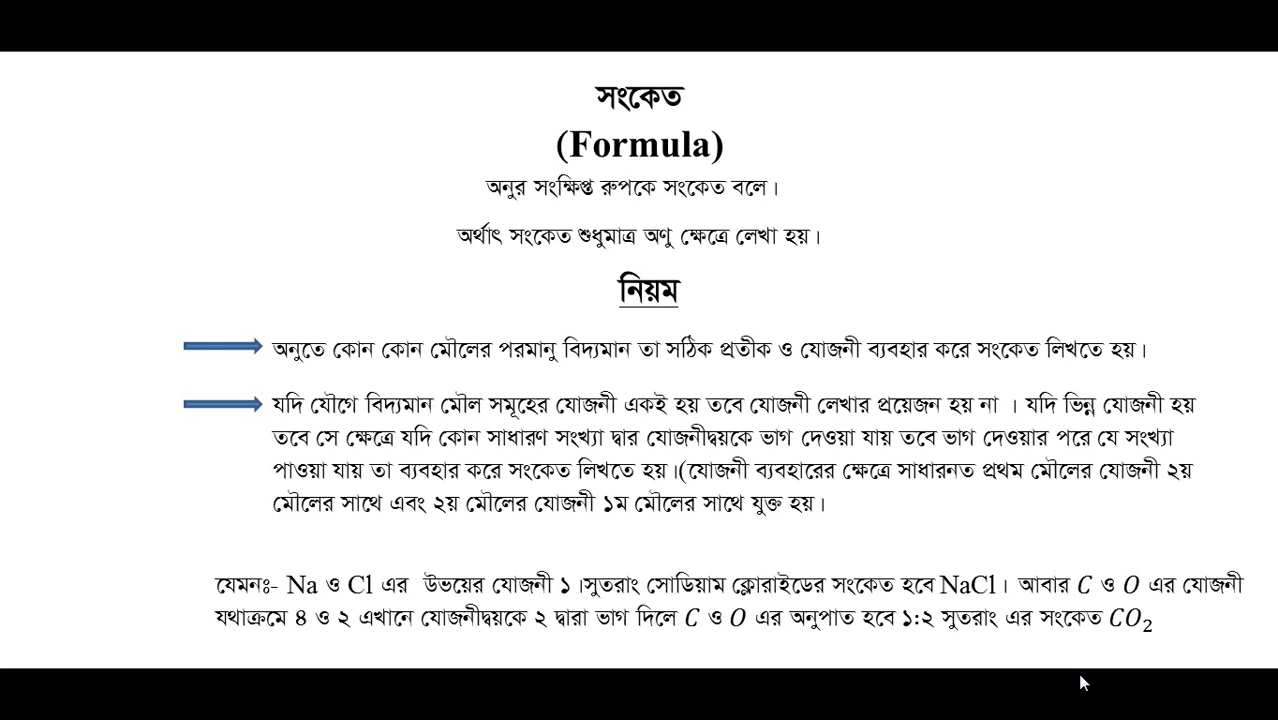 সংকেত
(Formula)
অনুর সংক্ষিপ্ত রুপকে সংকেত বলে।
অর্থাৎ সংকেত শুধুমাত্র অণু ক্ষেত্রে লেখা হয়।
নিয়ম
অনুতে কোন কোন মৌলের পরমানু বিদ্যমান তা সঠিক প্রতীক ও যোজনী ব্যবহার করে সংকেত লিখতে হয়।
যদি যৌগে বিদ্যমান মৌল সমূহের যোজনী একই হয় তবে যোজনী লেখার প্রয়েজন হয় না । যদি ভিন্ন যোজনী হয়
তবে সে ক্ষেত্রে যদি কোন সাধারণ সংখ্যা দ্বার যোজনীদ্বয়কে ভাগ দেওয়া যায় তবে ভাগ দেওয়ার পরে যে সংখ্যা
পাওয়া যায় তা ব্যবহার করে সংকেত লিখতে হয়।(যোজনী ব্যবহারের ক্ষেত্রে সাধারনত প্রথম মৌলের যোজনী ২য়
মৌলের সাথে এবং ২য় মৌলের যোজনী ১ম মৌলের সাথে যুক্ত হয়।
যেমনঃ- Na ও Cl এর উভয়ের যোজনী ১।সুতরাং সোডিয়াম ক্লোরাইডের সংকেত হবে NaCl। আবার C ও O এর যোজনী
যথাক্রমে ৪ ও ২ এখানে যোজনীদ্বয়কে ২ দ্বারা ভাগ দিলে C ও O এর অনুপাত হবে ১:২ সুতরাং এর সংকেত CO₂